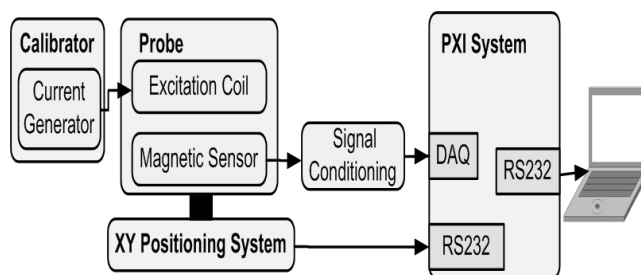 Calibrator
Current
Generator
Probe
Excitation Coil
Magnetic Sensor
XY Positioning System
Signal
Conditioning
PXI System
DAQ
RS232
RS232